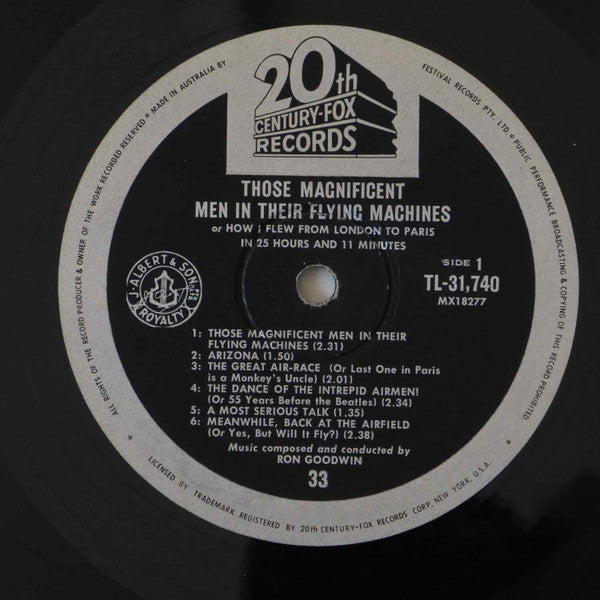 20th
CENTURY-FOX
RECORDS
THOSE MAGNIFICENT
MEN IN THEIR FLYING MACHINES
or HOW I FLEW FROM LONDON TO PARIS
IN 25 HOURS AND 11 MINUTES
SIDE 1
TL-31,740
MX18277
J. ALBERT & SON PTY LTD
ROYALTY
1: THOSE MAGNIFICENT MEN IN THEIR
FLYING MACHINES (2.31)
2: ARIZONA (1.50)
3: THE GREAT AIR-RACE (Or Last One in Paris
is a Monkey's Uncle) (2.01)
4: THE DANCE OF THE INTREPID AIRMEN!
(Or 55 Years Before the Beatles) (2.34)
5: A MOST SERIOUS TALK (1.35)
6: MEANWHILE, BACK AT THE AIRFIELD
(Or Yes, But Will It Fly?) (2.38)
Music composed and conducted by
RON GOODWIN
33
ALL RIGHTS OF THE RECORD PRODUCER & OWNER OF THE WORK RECORDED RESERVED ● MADE IN AUSTRALIA BY FESTIVAL RECORDS PTY. LTD. ● PUBLIC PERFORMANCE BROADCASTING & COPYING OF THIS RECORD PROHIBITED
LICENSED BY TRADEMARK REGISTERED BY 20th CENTURY-FOX RECORDS CORP. NEW YORK, U.S.A.